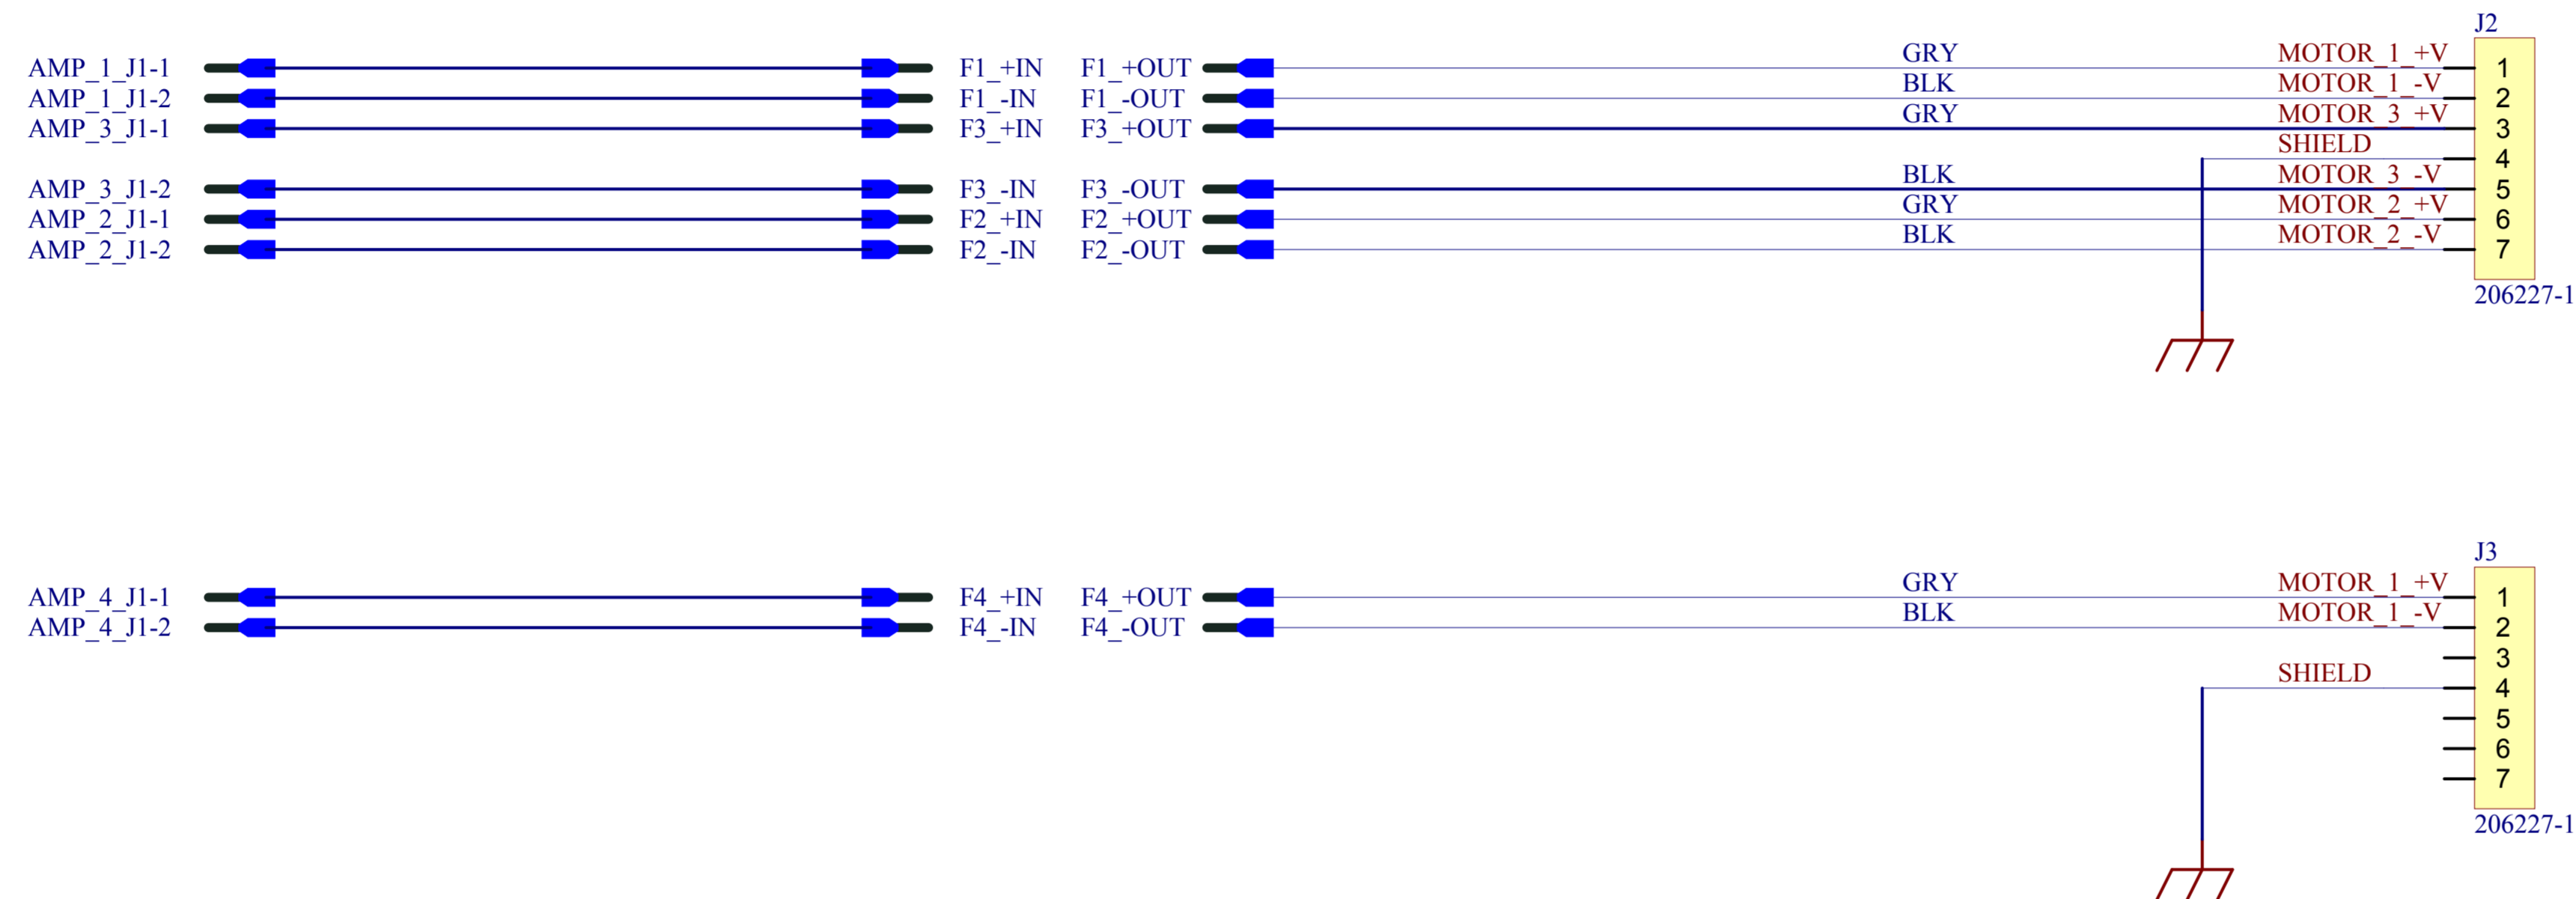 J2
AMP_1_J1-1 F1_+IN F1_+OUT GRY MOTOR_1_+V 1
AMP_1_J1-2 F1_-IN F1_-OUT BLK MOTOR_1_-V 2
AMP_3_J1-1 F3_+IN F3_+OUT GRY MOTOR_3_+V 3
SHIELD 4
AMP_3_J1-2 F3_-IN F3_-OUT BLK MOTOR_3_-V 5
AMP_2_J1-1 F2_+IN F2_+OUT GRY MOTOR_2_+V 6
AMP_2_J1-2 F2_-IN F2_-OUT BLK MOTOR_2_-V 7
206227-1
J3
AMP_4_J1-1 F4_+IN F4_+OUT GRY MOTOR_1_+V 1
AMP_4_J1-2 F4_-IN F4_-OUT BLK MOTOR_1_-V 2
3
SHIELD 4
5
6
7
206227-1